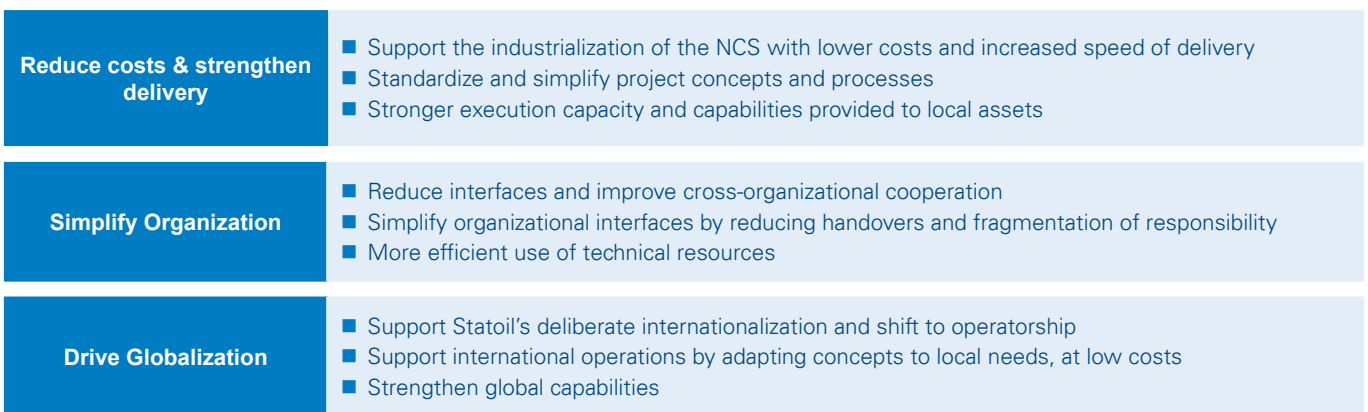 Reduce costs & strengthen
delivery
■ Support the industrialization of the NCS with lower costs and increased speed of delivery
■ Standardize and simplify project concepts and processes
■ Stronger execution capacity and capabilities provided to local assets
Simplify Organization
■ Reduce interfaces and improve cross-organizational cooperation
■ Simplify organizational interfaces by reducing handovers and fragmentation of responsibility
■ More efficient use of technical resources
Drive Globalization
■ Support Statoil’s deliberate internationalization and shift to operatorship
■ Support international operations by adapting concepts to local needs, at low costs
■ Strengthen global capabilities